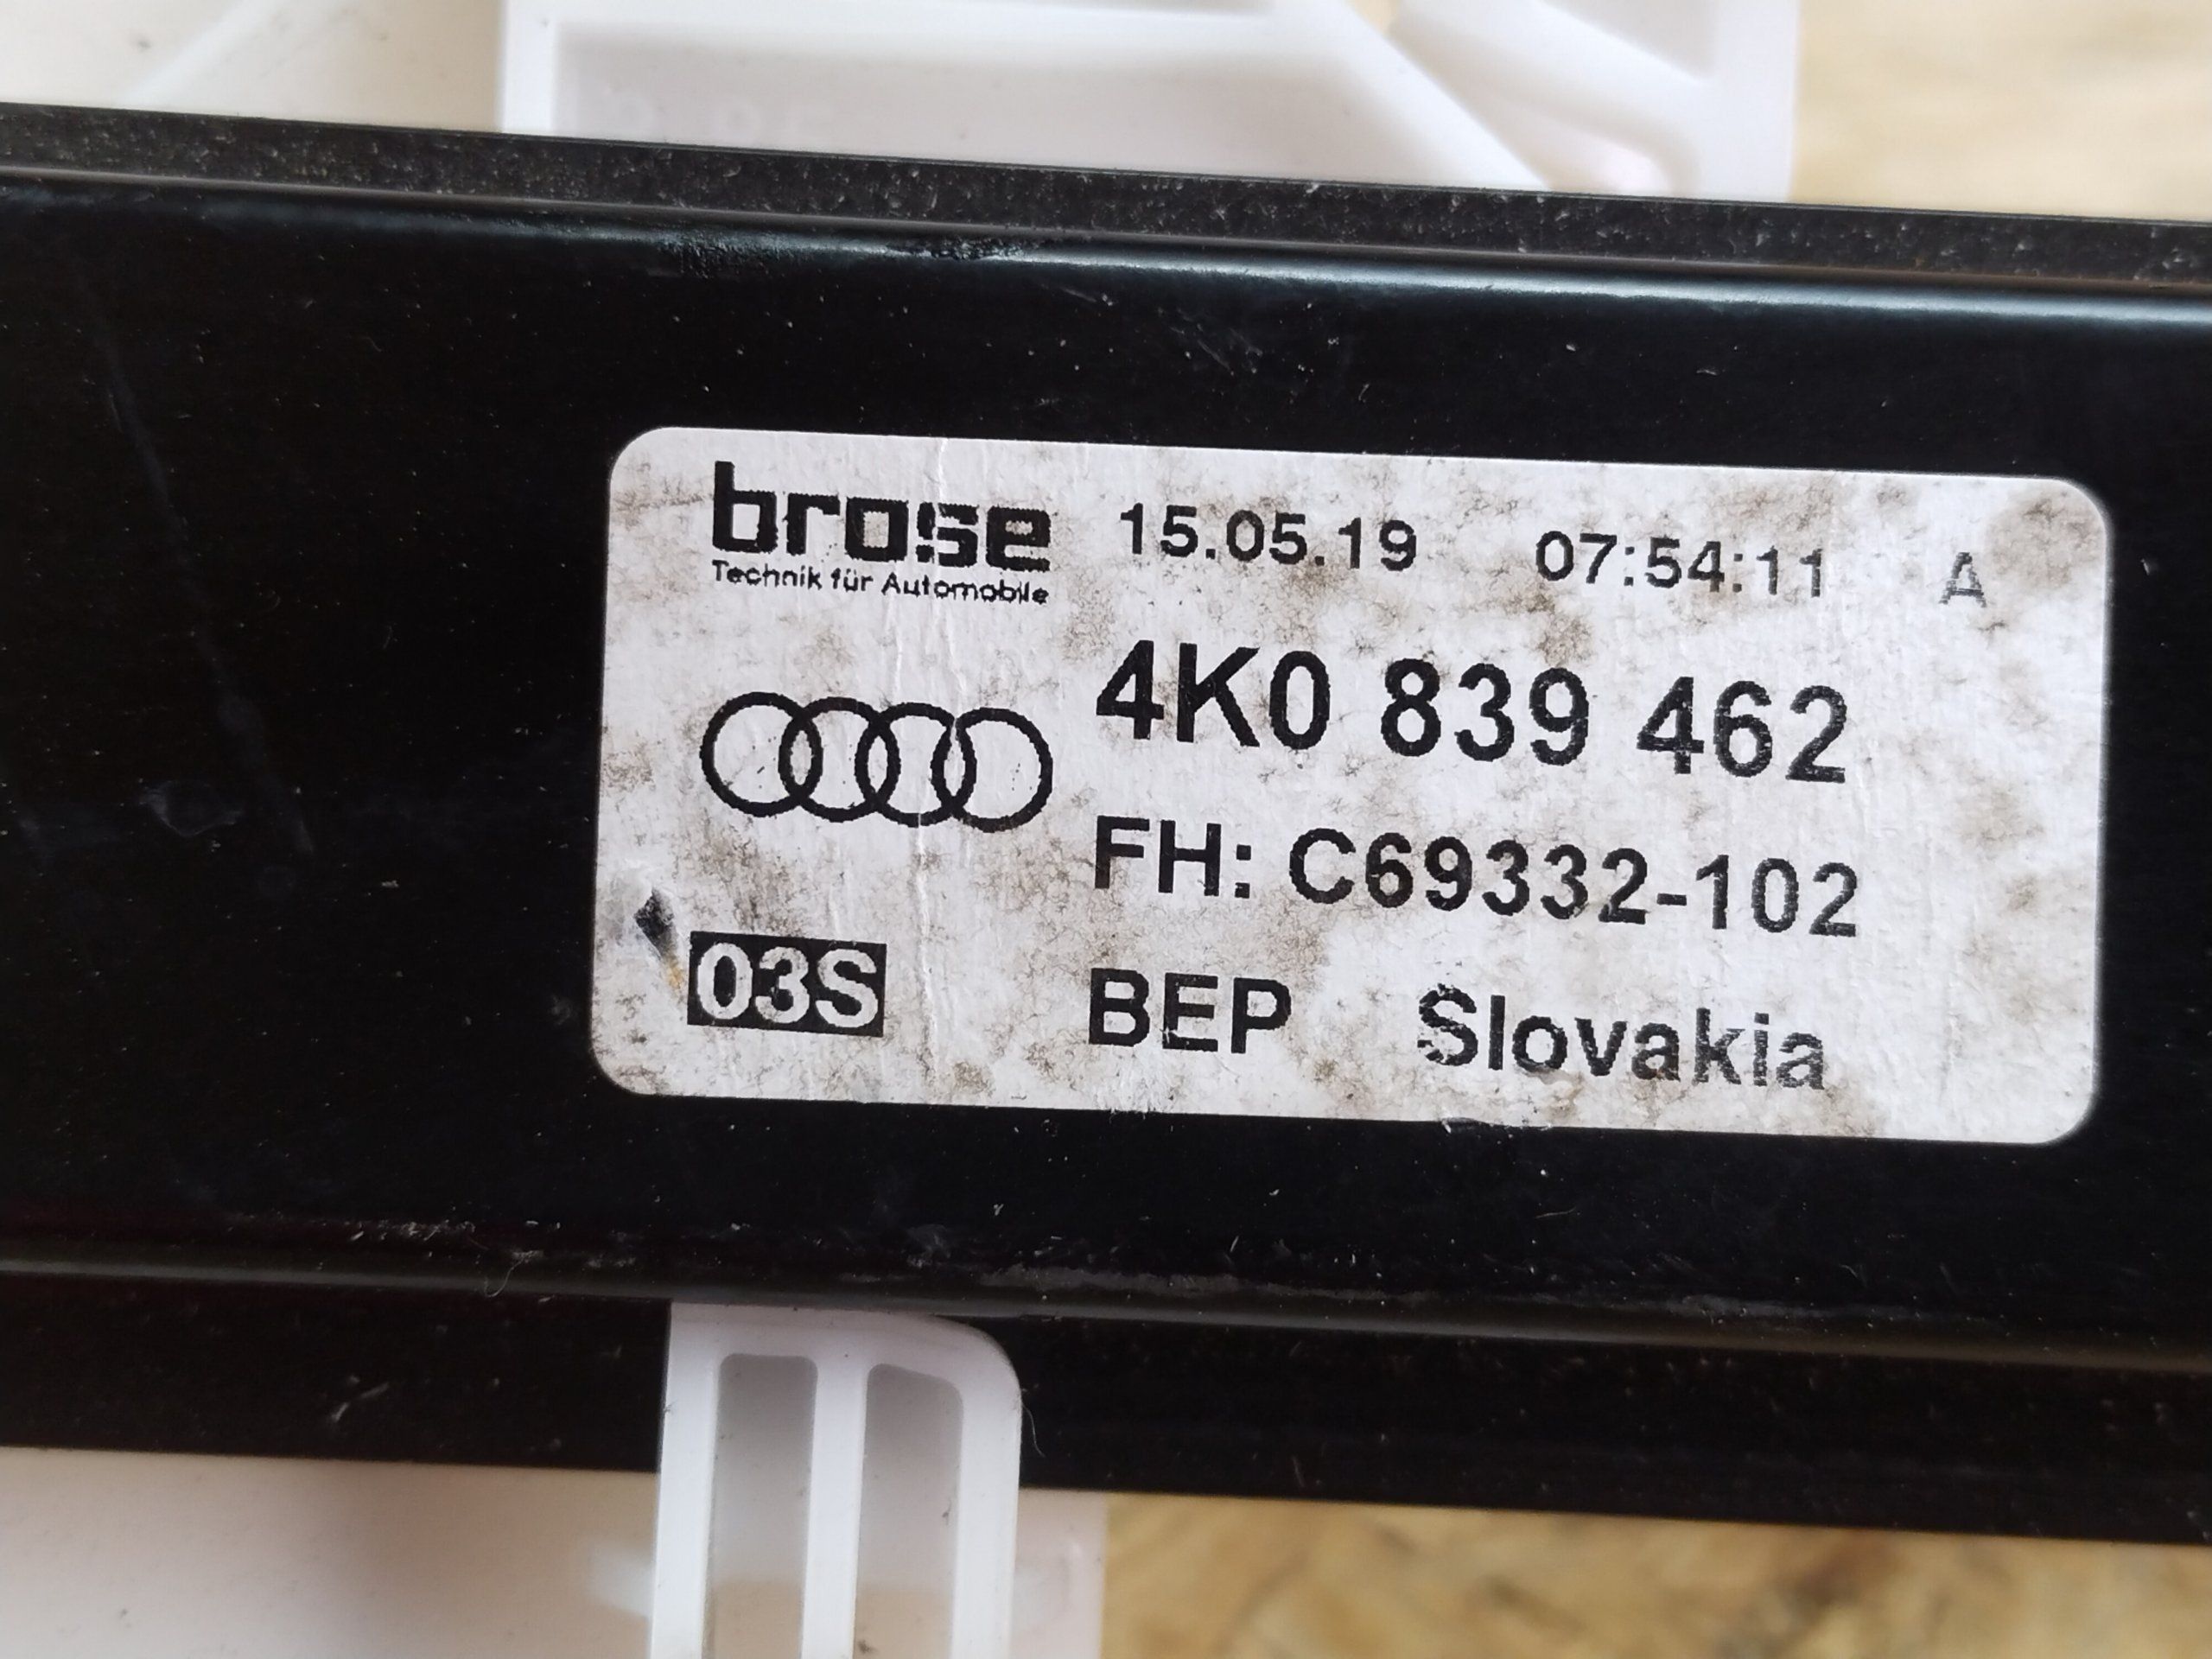 brose 15.05.19 07:54:11 A
Technik für Automobile
4K0 839 462
FH: C69332-102
03S BEP Slovakia